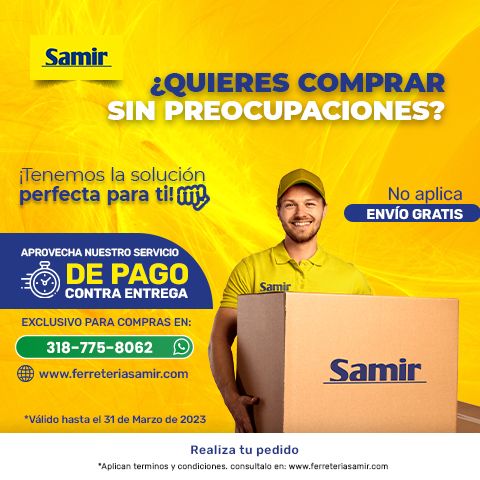 Samir
¿QUIERES COMPRAR
SIN PREOCUPACIONES?
¡Tenemos la solución
perfecta para ti!
No aplica
ENVÍO GRATIS
APROVECHA NUESTRO SERVICIO
DE PAGO
CONTRA ENTREGA
EXCLUSIVO PARA COMPRAS EN:
318-775-8062
www.ferreteriasamir.com
Samir
Samir
*Válido hasta el 31 de Marzo de 2023
Realiza tu pedido
*Aplican terminos y condiciones. consultalo en: www.ferreteriasamir.com